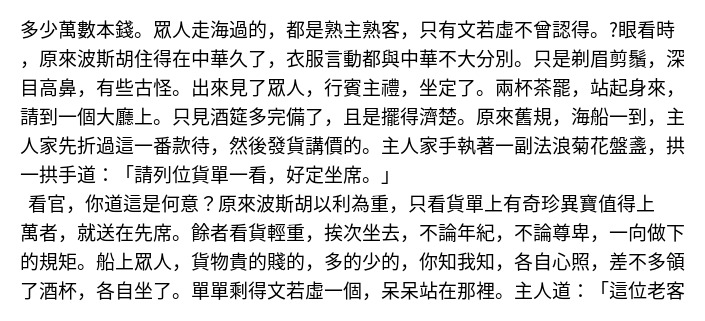 多少萬數本錢。眾人走海過的，都是熟主熟客，只有文若虛不曾認得。?眼看時
，原來波斯胡住得在中華久了，衣服言動都與中華不大分別。只是剃眉剪鬚，深
目高鼻，有些古怪。出來見了眾人，行賓主禮，坐定了。兩杯茶罷，站起身來，
請到一個大廳上。只見酒筵多完備了，且是擺得濟楚。原來舊規，海船一到，主
人家先折過這一番款待，然後發貨講價的。主人家手執著一副法浪菊花盤盞，拱
一拱手道：「請列位貨單一看，好定坐席。」
看官，你道這是何意？原來波斯胡以利為重，只看貨單上有奇珍異寶值得上
萬者，就送在先席。餘者看貨輕重，挨次坐去，不論年紀，不論尊卑，一向做下
的規矩。船上眾人，貨物貴的賤的，多的少的，你知我知，各自心照，差不多領
了酒杯，各自坐了。單單剩得文若虛一個，呆呆站在那裡。主人道：「這位老客